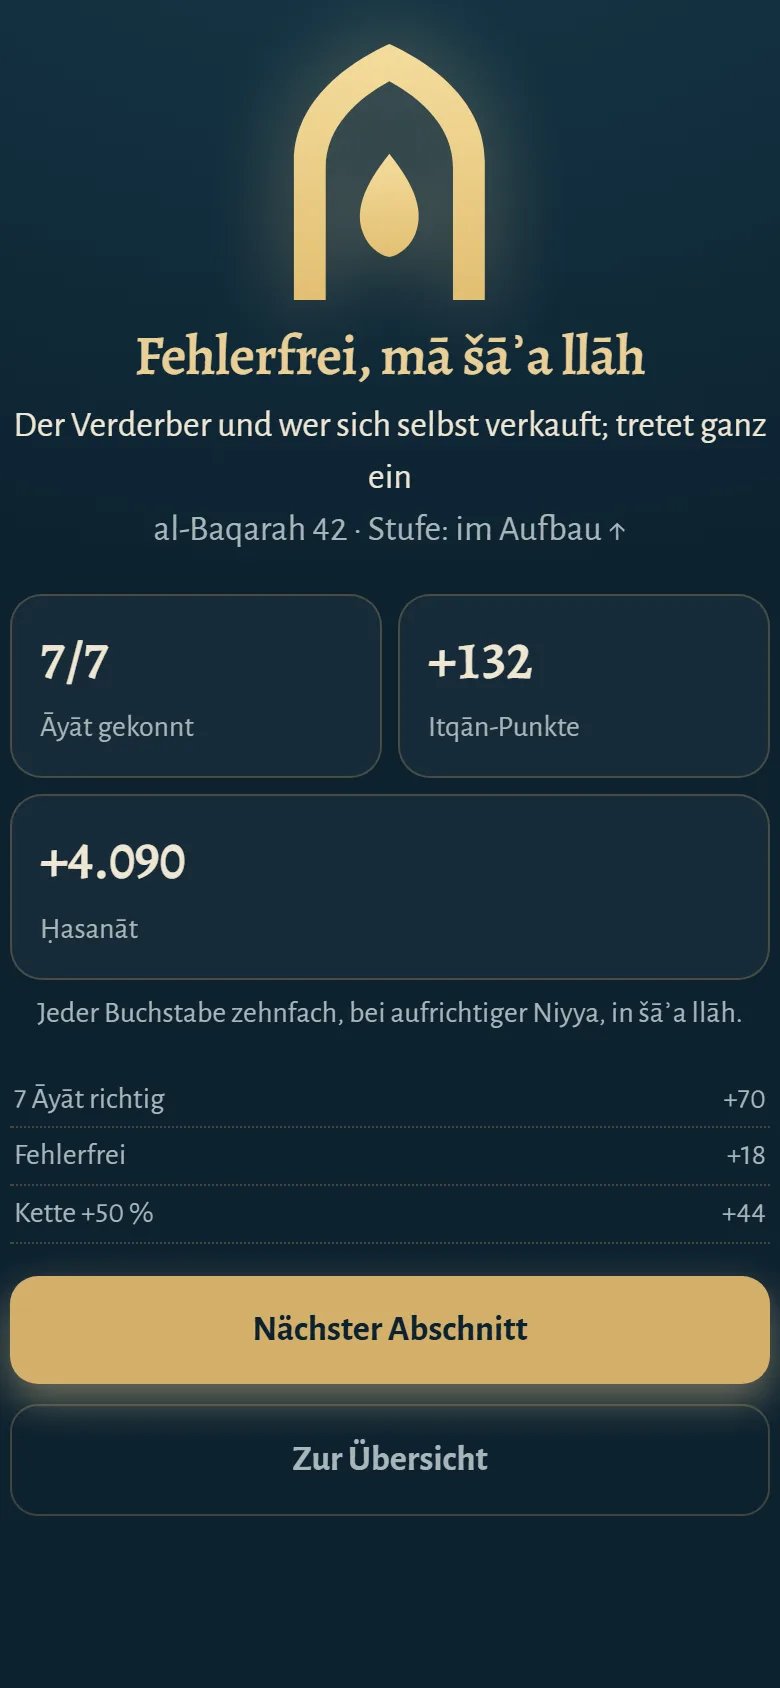 Fehlerfrei, mā šāʾa llāh
Der Verderber und wer sich selbst verkauft; tretet ganz
ein
al-Baqarah 42 · Stufe: im Aufbau ↑
7/7
Āyāt gekonnt
+132
Itqān-Punkte
+4.090
Ḥasanāt
Jeder Buchstabe zehnfach, bei aufrichtiger Niyya, in šāʾa llāh.
7 Āyāt richtig +70
Fehlerfrei +18
Kette +50 % +44
Nächster Abschnitt
Zur Übersicht